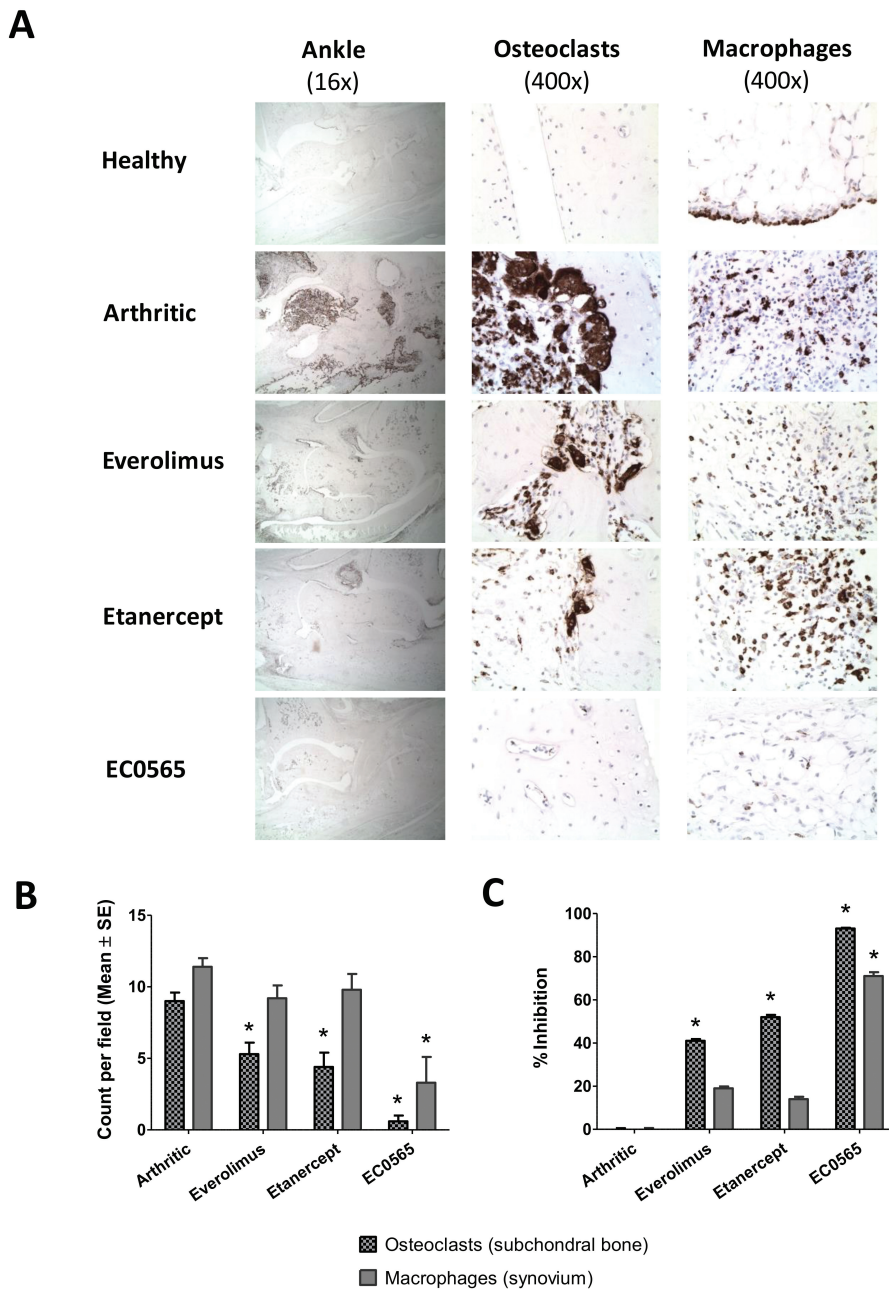 A
Ankle
(16x)
Osteoclasts
(400x)
Macrophages
(400x)
Healthy
Arthritic
Everolimus
Etanercept
EC0565
B
Count per field (Mean ± SE)
15
10
5
0
*
*
*
*
Arthritic
Everolimus
Etanercept
EC0565
C
% Inhibition
100
80
60
40
20
0
*
*
*
*
Arthritic
Everolimus
Etanercept
EC0565
Osteoclasts (subchondral bone)
Macrophages (synovium)